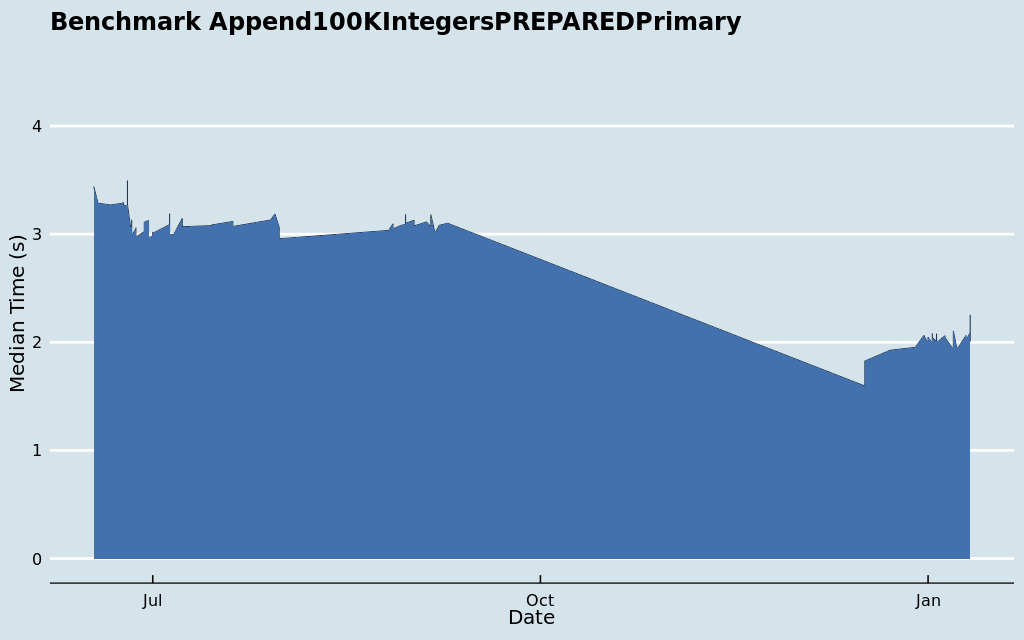 Benchmark Append100KIntegersPREPAREDPrimary
Median Time (s)
4
3
2
1
0
Jul
Oct
Jan
Date